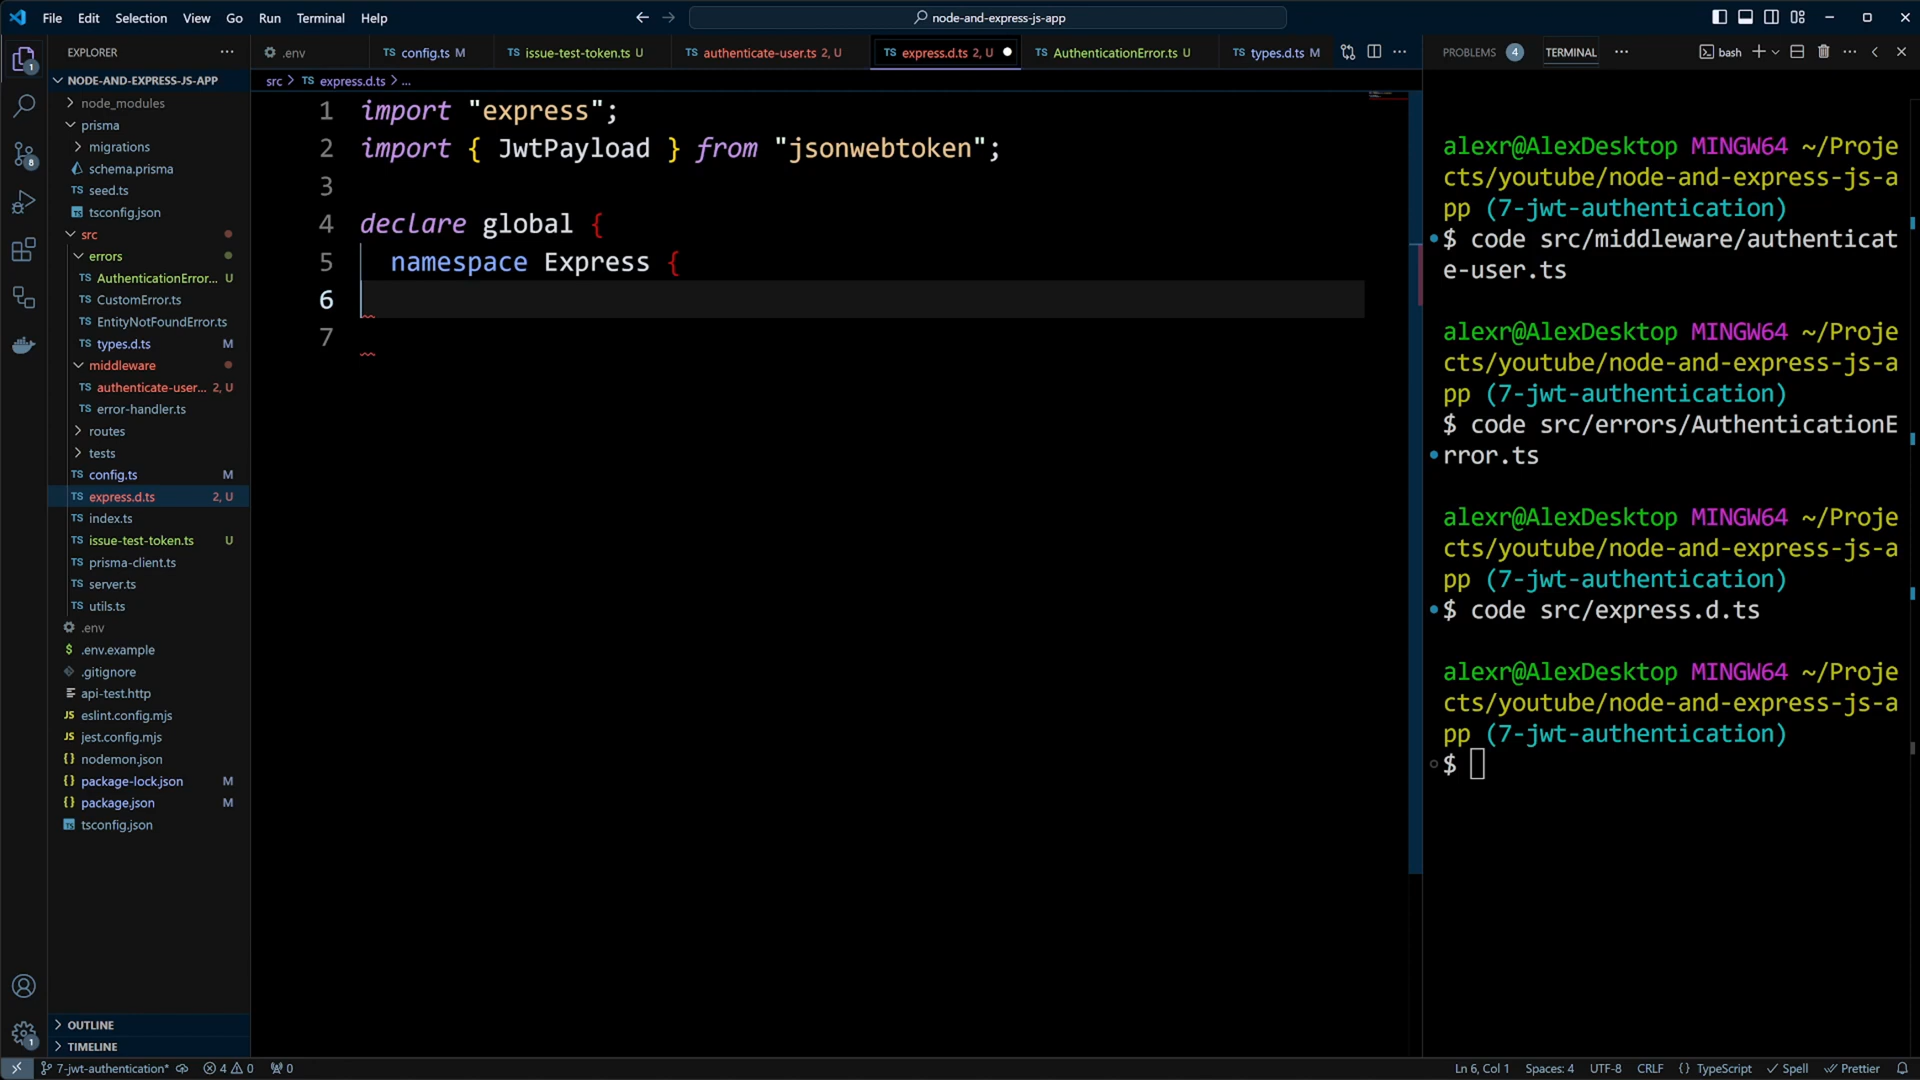 File Edit Selection View Go Run Terminal Help
node-and-express-js-app
EXPLORER
.env
config.ts M
issue-test-token.ts U
authenticate-user.ts 2, U
express.d.ts 2, U
AuthenticationError.ts U
types.d.ts M
PROBLEMS 4
TERMINAL
bash
NODE-AND-EXPRESS-JS-APP
node_modules
prisma
migrations
schema.prisma
seed.ts
tsconfig.json
src
errors
AuthenticationError... U
CustomError.ts
EntityNotFoundError.ts
types.d.ts M
middleware
authenticate-user... 2, U
error-handler.ts
routes
tests
config.ts M
express.d.ts 2, U
index.ts
issue-test-token.ts U
prisma-client.ts
server.ts
utils.ts
.env
.env.example
.gitignore
api-test.http
eslint.config.mjs
jest.config.mjs
nodemon.json
package-lock.json M
package.json M
tsconfig.json
OUTLINE
TIMELINE
src > TS express.d.ts > ...
1 import "express";
2 import { JwtPayload } from "jsonwebtoken";
3
4 declare global {
5 namespace Express {
6
7
alexr@AlexDesktop MINGW64 ~/Proje
cts/youtube/node-and-express-js-a
pp (7-jwt-authentication)
$ code src/middleware/authenticat
e-user.ts
alexr@AlexDesktop MINGW64 ~/Proje
cts/youtube/node-and-express-js-a
pp (7-jwt-authentication)
$ code src/errors/AuthenticationE
rror.ts
alexr@AlexDesktop MINGW64 ~/Proje
cts/youtube/node-and-express-js-a
pp (7-jwt-authentication)
$ code src/express.d.ts
alexr@AlexDesktop MINGW64 ~/Proje
cts/youtube/node-and-express-js-a
pp (7-jwt-authentication)
$
7-jwt-authentication* 4 0 0
Ln 6, Col 1 Spaces: 4 UTF-8 CRLF {} TypeScript Spell Prettier